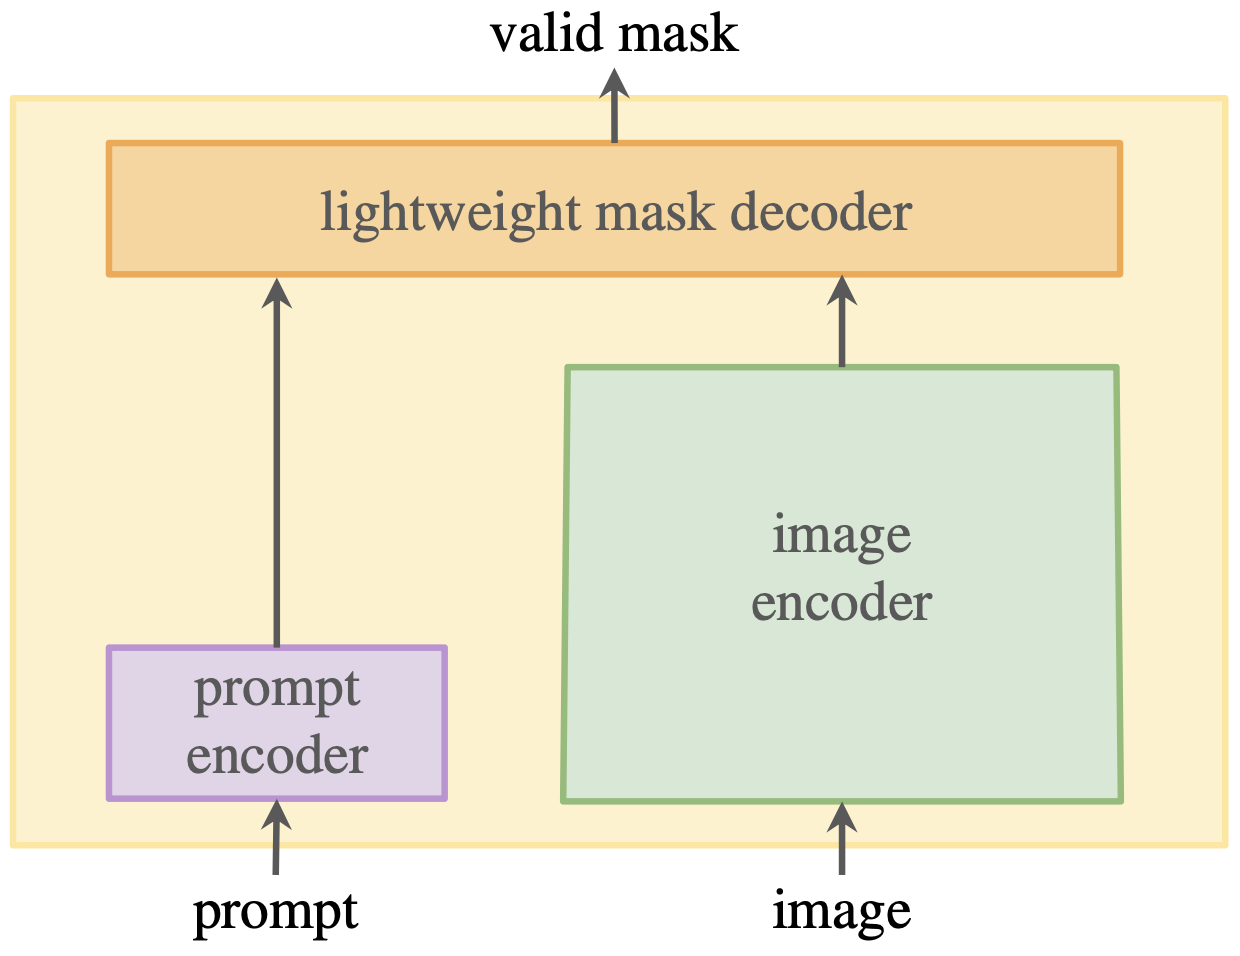 valid mask
lightweight mask decoder
image
encoder
prompt
encoder
prompt
image